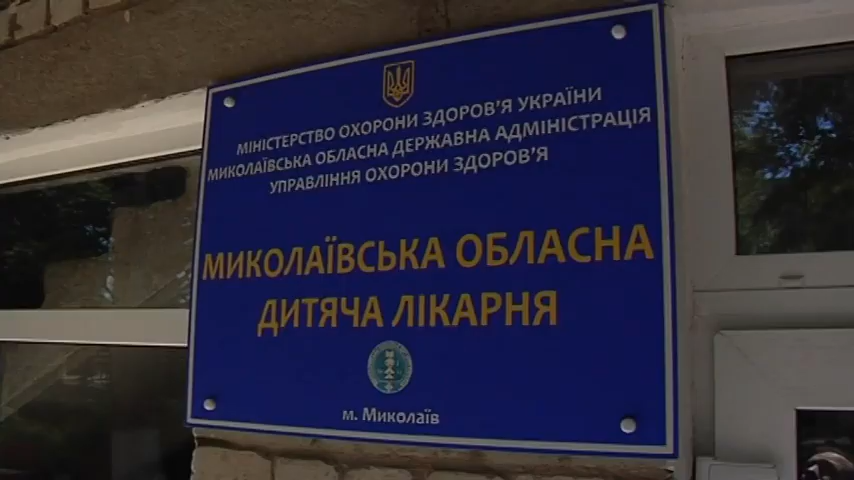 МІНІСТЕРСТВО ОХОРОНИ ЗДОРОВ'Я УКРАЇНИ
МИКОЛАЇВСЬКА ОБЛАСНА ДЕРЖАВНА АДМІНІСТРАЦІЯ
УПРАВЛІННЯ ОХОРОНИ ЗДОРОВ'Я
МИКОЛАЇВСЬКА ОБЛАСНА
ДИТЯЧА ЛІКАРНЯ
м. Миколаїв